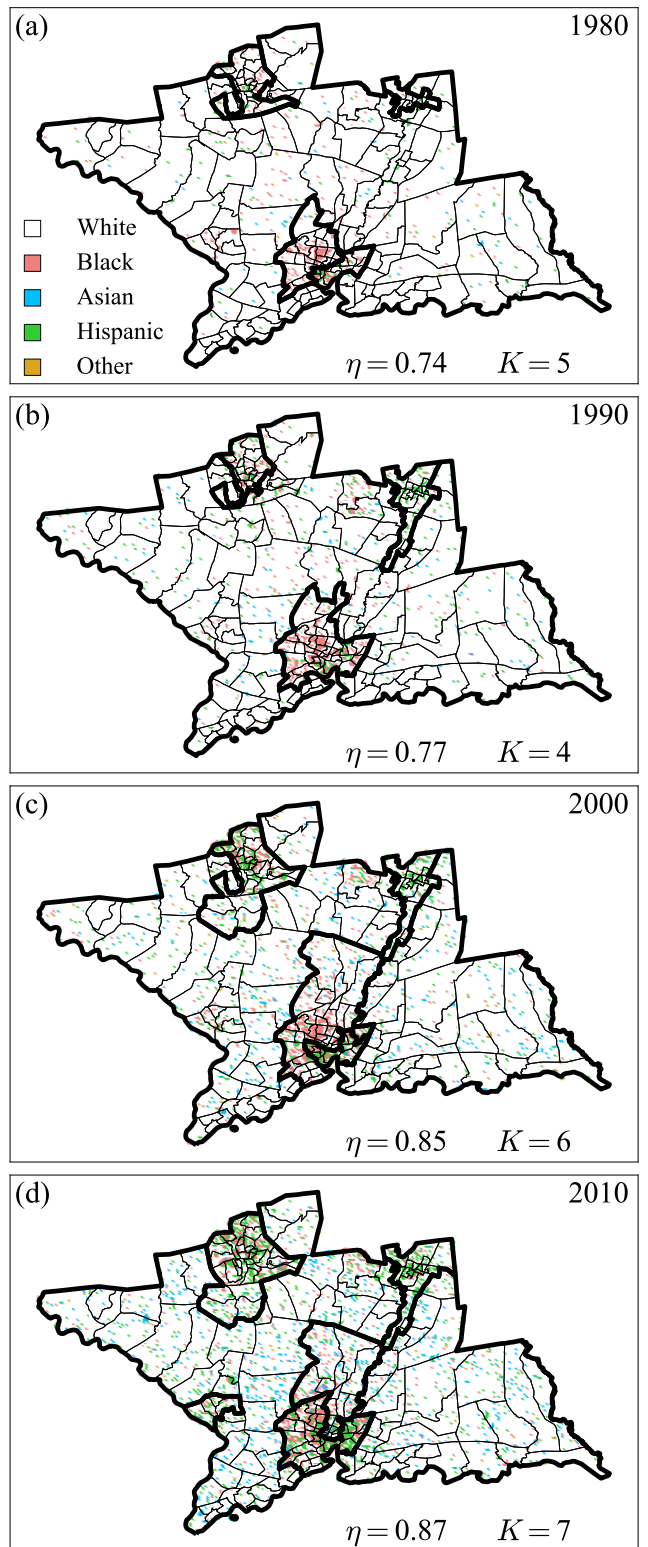 (a) 1980
White
Black
Asian
Hispanic
Other
η = 0.74 K = 5
(b) 1990
η = 0.77 K = 4
(c) 2000
η = 0.85 K = 6
(d) 2010
η = 0.87 K = 7